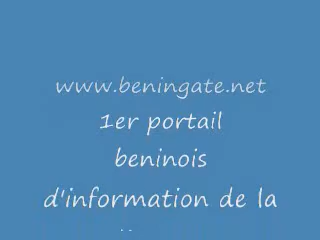 www.beningate.net
1er portail
beninois
d'information de la